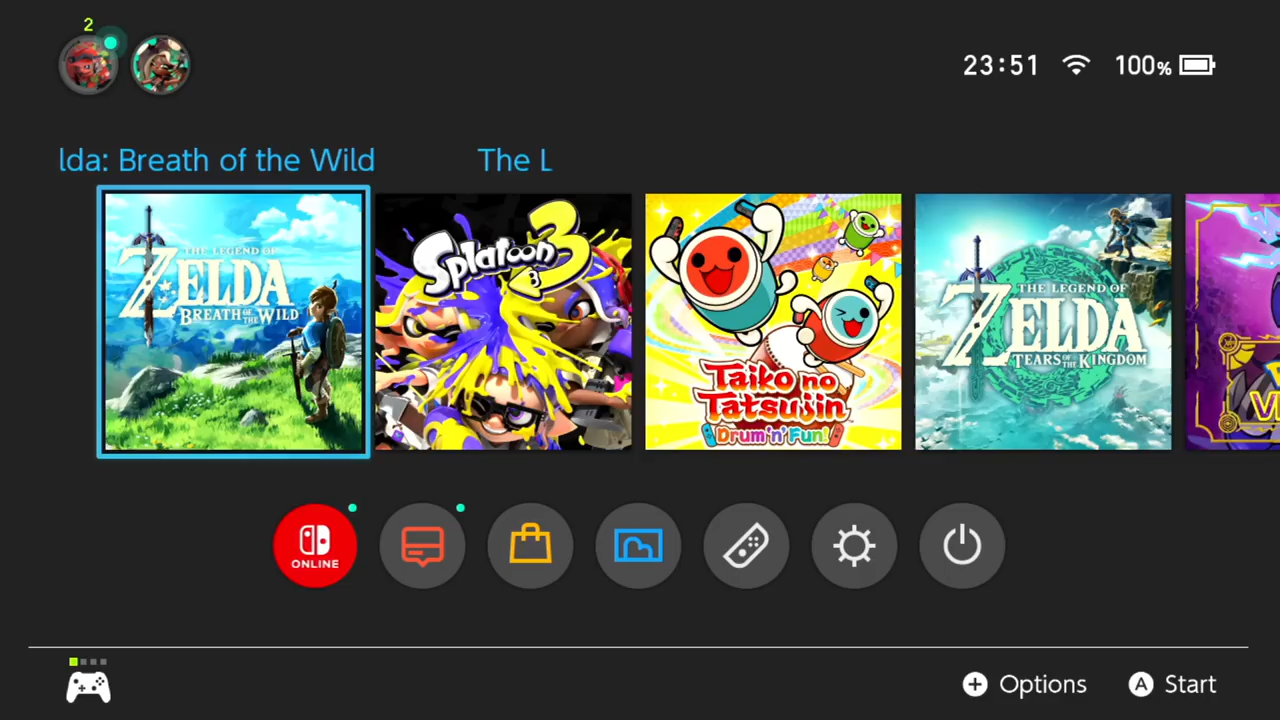 2
23:51
100%
lda: Breath of the Wild The L
THE LEGEND OF
ZELDA
BREATH OF THE WILD
Splatoon 3
Taiko no
Tatsujin
Drum'n'Fun!
THE LEGEND OF
ZELDA
TEARS OF THE KINGDOM
V
ONLINE
+ Options
A Start